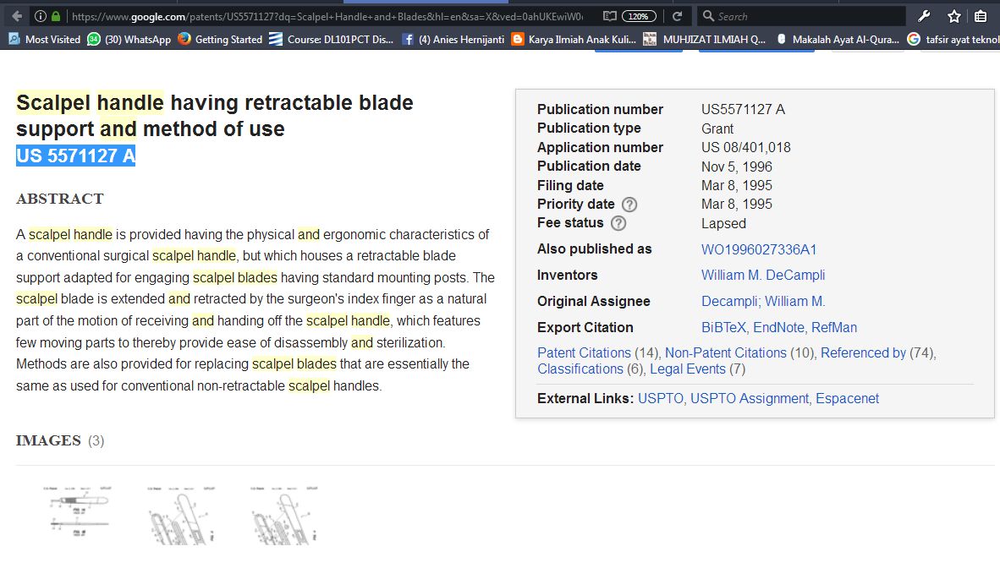 https://www.google.com/patents/US5571127?dq=Scalpel+Handle+and+Blades&hl=en&sa=X&ved=0ahUKEwiW0
120%
Search
Most Visited
(30) WhatsApp
Getting Started
Course: DL101PCT Dis...
(4) Anies Hernijanti
Karya Ilmiah Anak Kuli...
MUHJIZAT ILMIAH Q...
Makalah Ayat Al-Qura...
tafsir ayat teknol
Scalpel handle having retractable blade
support and method of use
US 5571127 A
ABSTRACT
A scalpel handle is provided having the physical and ergonomic characteristics of
a conventional surgical scalpel handle, but which houses a retractable blade
support adapted for engaging scalpel blades having standard mounting posts. The
scalpel blade is extended and retracted by the surgeon's index finger as a natural
part of the motion of receiving and handing off the scalpel handle, which features
few moving parts to thereby provide ease of disassembly and sterilization.
Methods are also provided for replacing scalpel blades that are essentially the
same as used for conventional non-retractable scalpel handles.
IMAGES (3)
Publication number US5571127 A
Publication type Grant
Application number US 08/401,018
Publication date Nov 5, 1996
Filing date Mar 8, 1995
Priority date ? Mar 8, 1995
Fee status ? Lapsed
Also published as WO1996027336A1
Inventors William M. DeCampli
Original Assignee Decampli; William M.
Export Citation BiBTeX, EndNote, RefMan
Patent Citations (14), Non-Patent Citations (10), Referenced by (74),
Classifications (6), Legal Events (7)
External Links: USPTO, USPTO Assignment, Espacenet